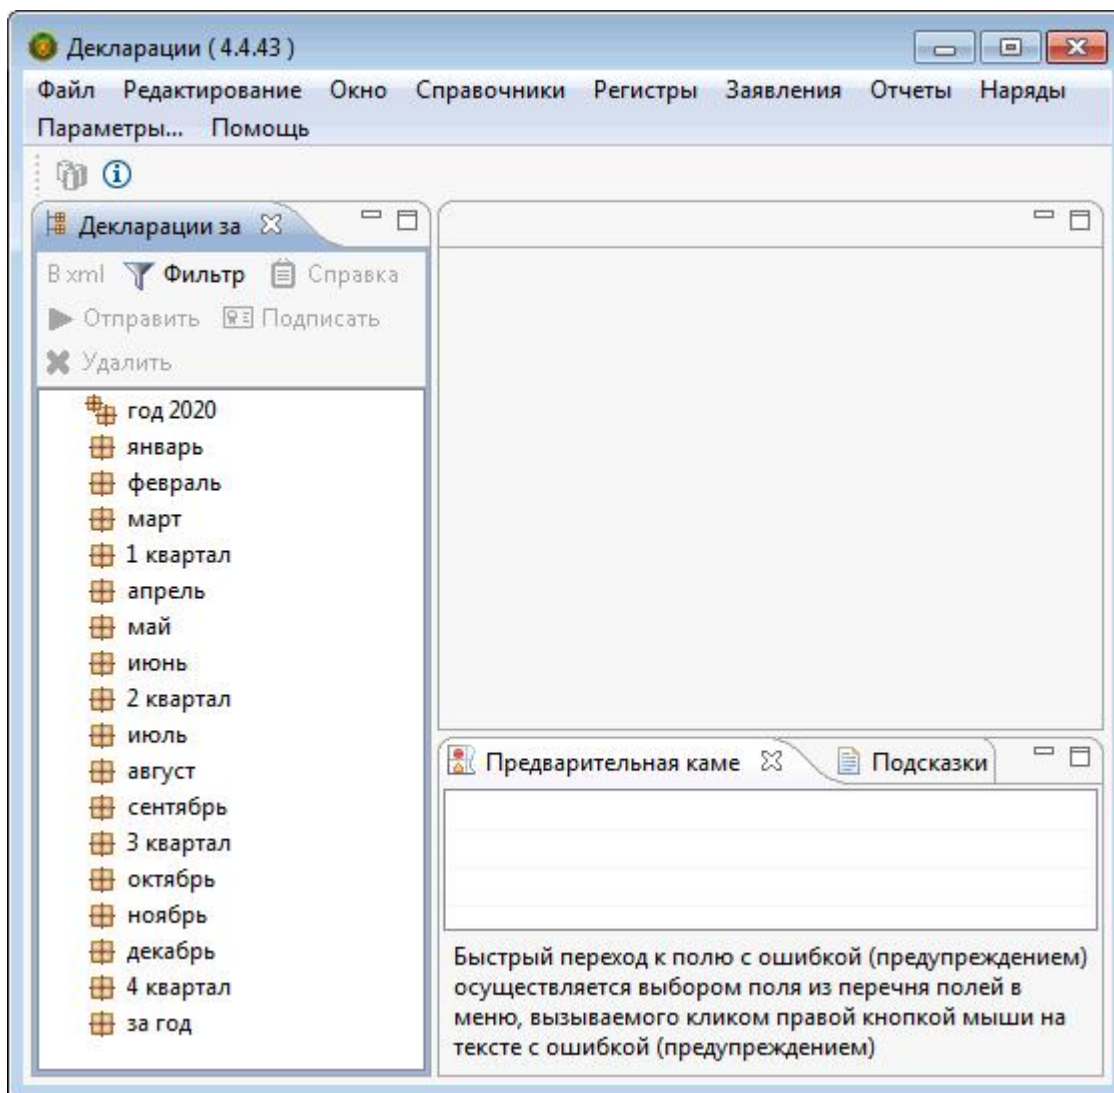 Декларации ( 4.4.43 )
Файл Редактирование Окно Справочники Регистры Заявления Отчеты Наряды
Параметры... Помощь
Декларации за
В xml Фильтр Справка
Отправить Подписать
Удалить
год 2020
январь
февраль
март
1 квартал
апрель
май
июнь
2 квартал
июль
август
сентябрь
3 квартал
октябрь
ноябрь
декабрь
4 квартал
за год
Предварительная каме Подсказки
Быстрый переход к полю с ошибкой (предупреждением)
осуществляется выбором поля из перечня полей в
меню, вызываемого кликом правой кнопкой мыши на
тексте с ошибкой (предупреждением)